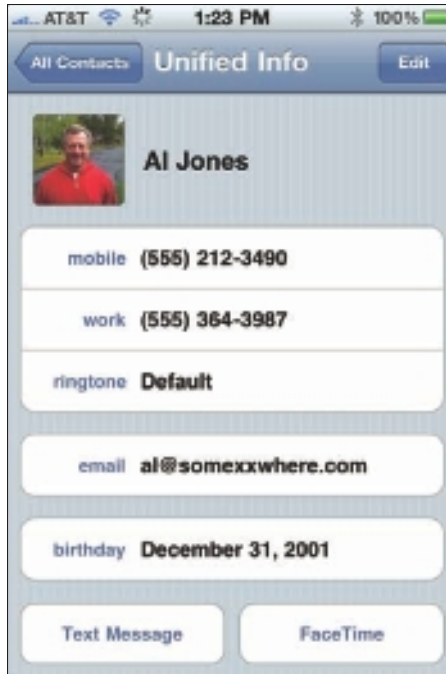 AT&T 1:23 PM 100%
All Contacts Unified Info Edit
Al Jones
mobile (555) 212-3490
work (555) 364-3987
ringtone Default
email al@somexxwhere.com
birthday December 31, 2001
Text Message FaceTime